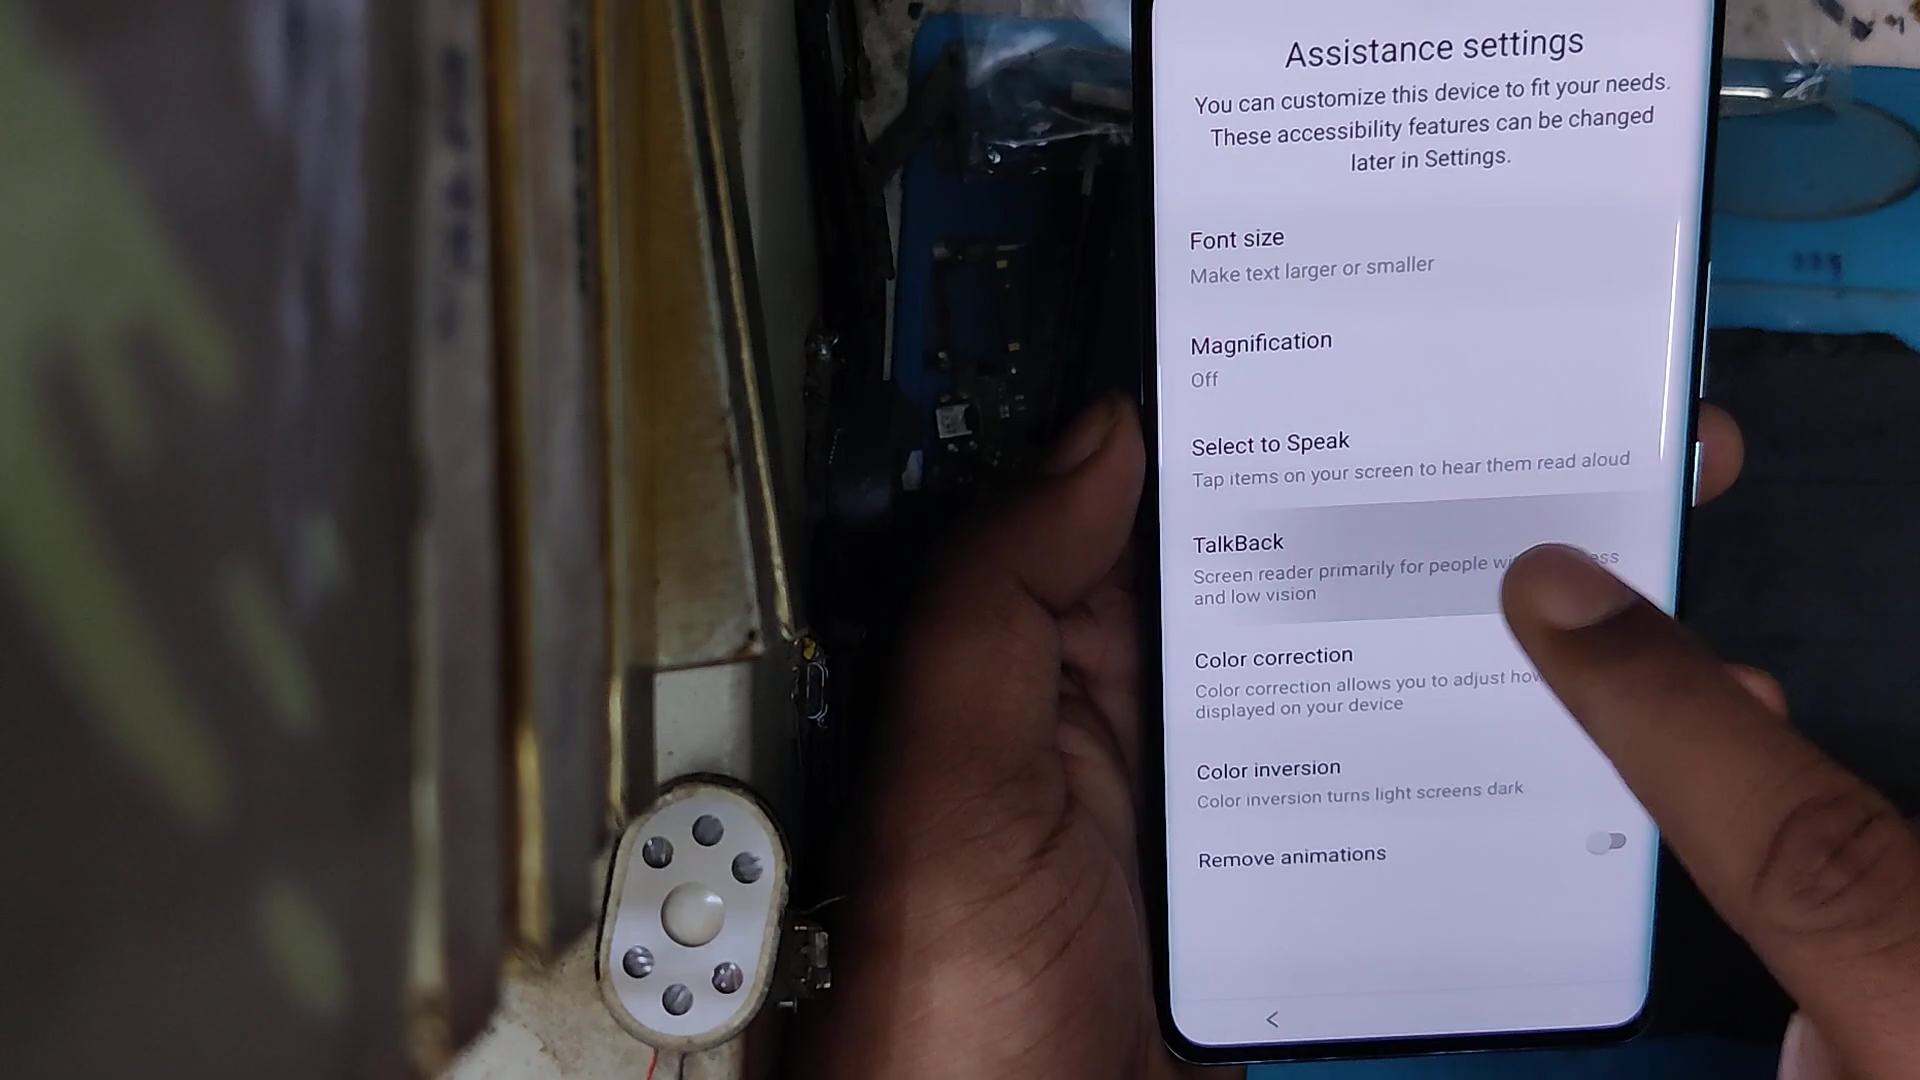 Assistance settings
You can customize this device to fit your needs.
These accessibility features can be changed
later in Settings.
Font size
Make text larger or smaller
Magnification
Off
Select to Speak
Tap items on your screen to hear them read aloud
TalkBack
Screen reader primarily for people
and low vision
Color correction
Color correction allows you to adjust how
displayed on your device
Color inversion
Color inversion turns light screens dark
Remove animations